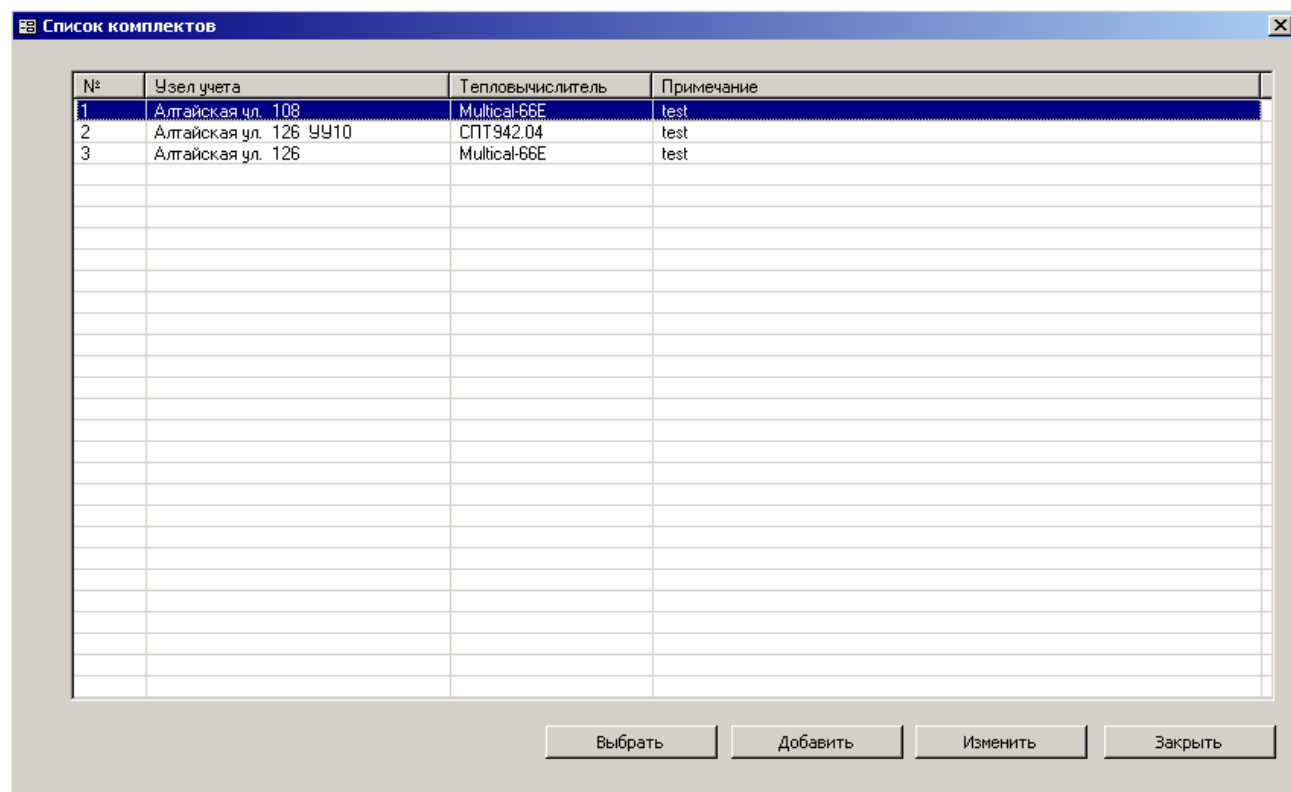 Список комплектов
№ Узел учета Тепловычислитель Примечание
1 Алтайская ул. 108 Multical-66E test
2 Алтайская ул. 126 УУ10 СПТ942.04 test
3 Алтайская ул. 126 Multical-66E test
Выбрать Добавить Изменить Закрыть